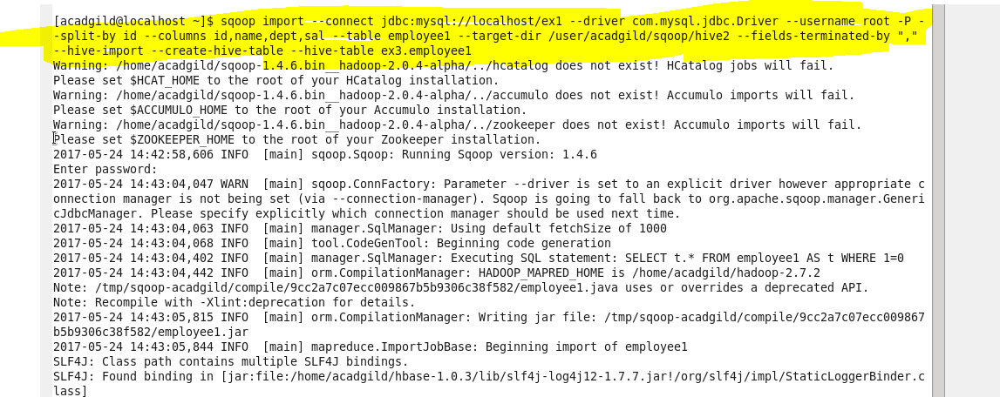 [acadgild@localhost ~]$ sqoop import --connect jdbc:mysql://localhost/ex1 --driver com.mysql.jdbc.Driver --username root -P -
-split-by id --columns id,name,dept,sal --table employee1 --target-dir /user/acadgild/sqoop/hive2 --fields-terminated-by ","
--hive-import --create-hive-table --hive-table ex3.employee1
Warning: /home/acadgild/sqoop-1.4.6.bin__hadoop-2.0.4-alpha/../hcatalog does not exist! HCatalog jobs will fail.
Please set $HCAT_HOME to the root of your HCatalog installation.
Warning: /home/acadgild/sqoop-1.4.6.bin__hadoop-2.0.4-alpha/../accumulo does not exist! Accumulo imports will fail.
Please set $ACCUMULO_HOME to the root of your Accumulo installation.
Warning: /home/acadgild/sqoop-1.4.6.bin__hadoop-2.0.4-alpha/../zookeeper does not exist! Accumulo imports will fail.
Please set $ZOOKEEPER_HOME to the root of your Zookeeper installation.
2017-05-24 14:42:58,606 INFO  [main] sqoop.Sqoop: Running Sqoop version: 1.4.6
Enter password:
2017-05-24 14:43:04,047 WARN  [main] sqoop.ConnFactory: Parameter --driver is set to an explicit driver however appropriate c
onnection manager is not being set (via --connection-manager). Sqoop is going to fall back to org.apache.sqoop.manager.Generi
cJdbcManager. Please specify explicitly which connection manager should be used next time.
2017-05-24 14:43:04,063 INFO  [main] manager.SqlManager: Using default fetchSize of 1000
2017-05-24 14:43:04,068 INFO  [main] tool.CodeGenTool: Beginning code generation
2017-05-24 14:43:04,402 INFO  [main] manager.SqlManager: Executing SQL statement: SELECT t.* FROM employee1 AS t WHERE 1=0
2017-05-24 14:43:04,442 INFO  [main] orm.CompilationManager: HADOOP_MAPRED_HOME is /home/acadgild/hadoop-2.7.2
Note: /tmp/sqoop-acadgild/compile/9cc2a7c07ecc009867b5b9306c38f582/employee1.java uses or overrides a deprecated API.
Note: Recompile with -Xlint:deprecation for details.
2017-05-24 14:43:05,815 INFO  [main] orm.CompilationManager: Writing jar file: /tmp/sqoop-acadgild/compile/9cc2a7c07ecc009867
b5b9306c38f582/employee1.jar
2017-05-24 14:43:05,844 INFO  [main] mapreduce.ImportJobBase: Beginning import of employee1
SLF4J: Class path contains multiple SLF4J bindings.
SLF4J: Found binding in [jar:file:/home/acadgild/hbase-1.0.3/lib/slf4j-log4j12-1.7.7.jar!/org/slf4j/impl/StaticLoggerBinder.c
lass]